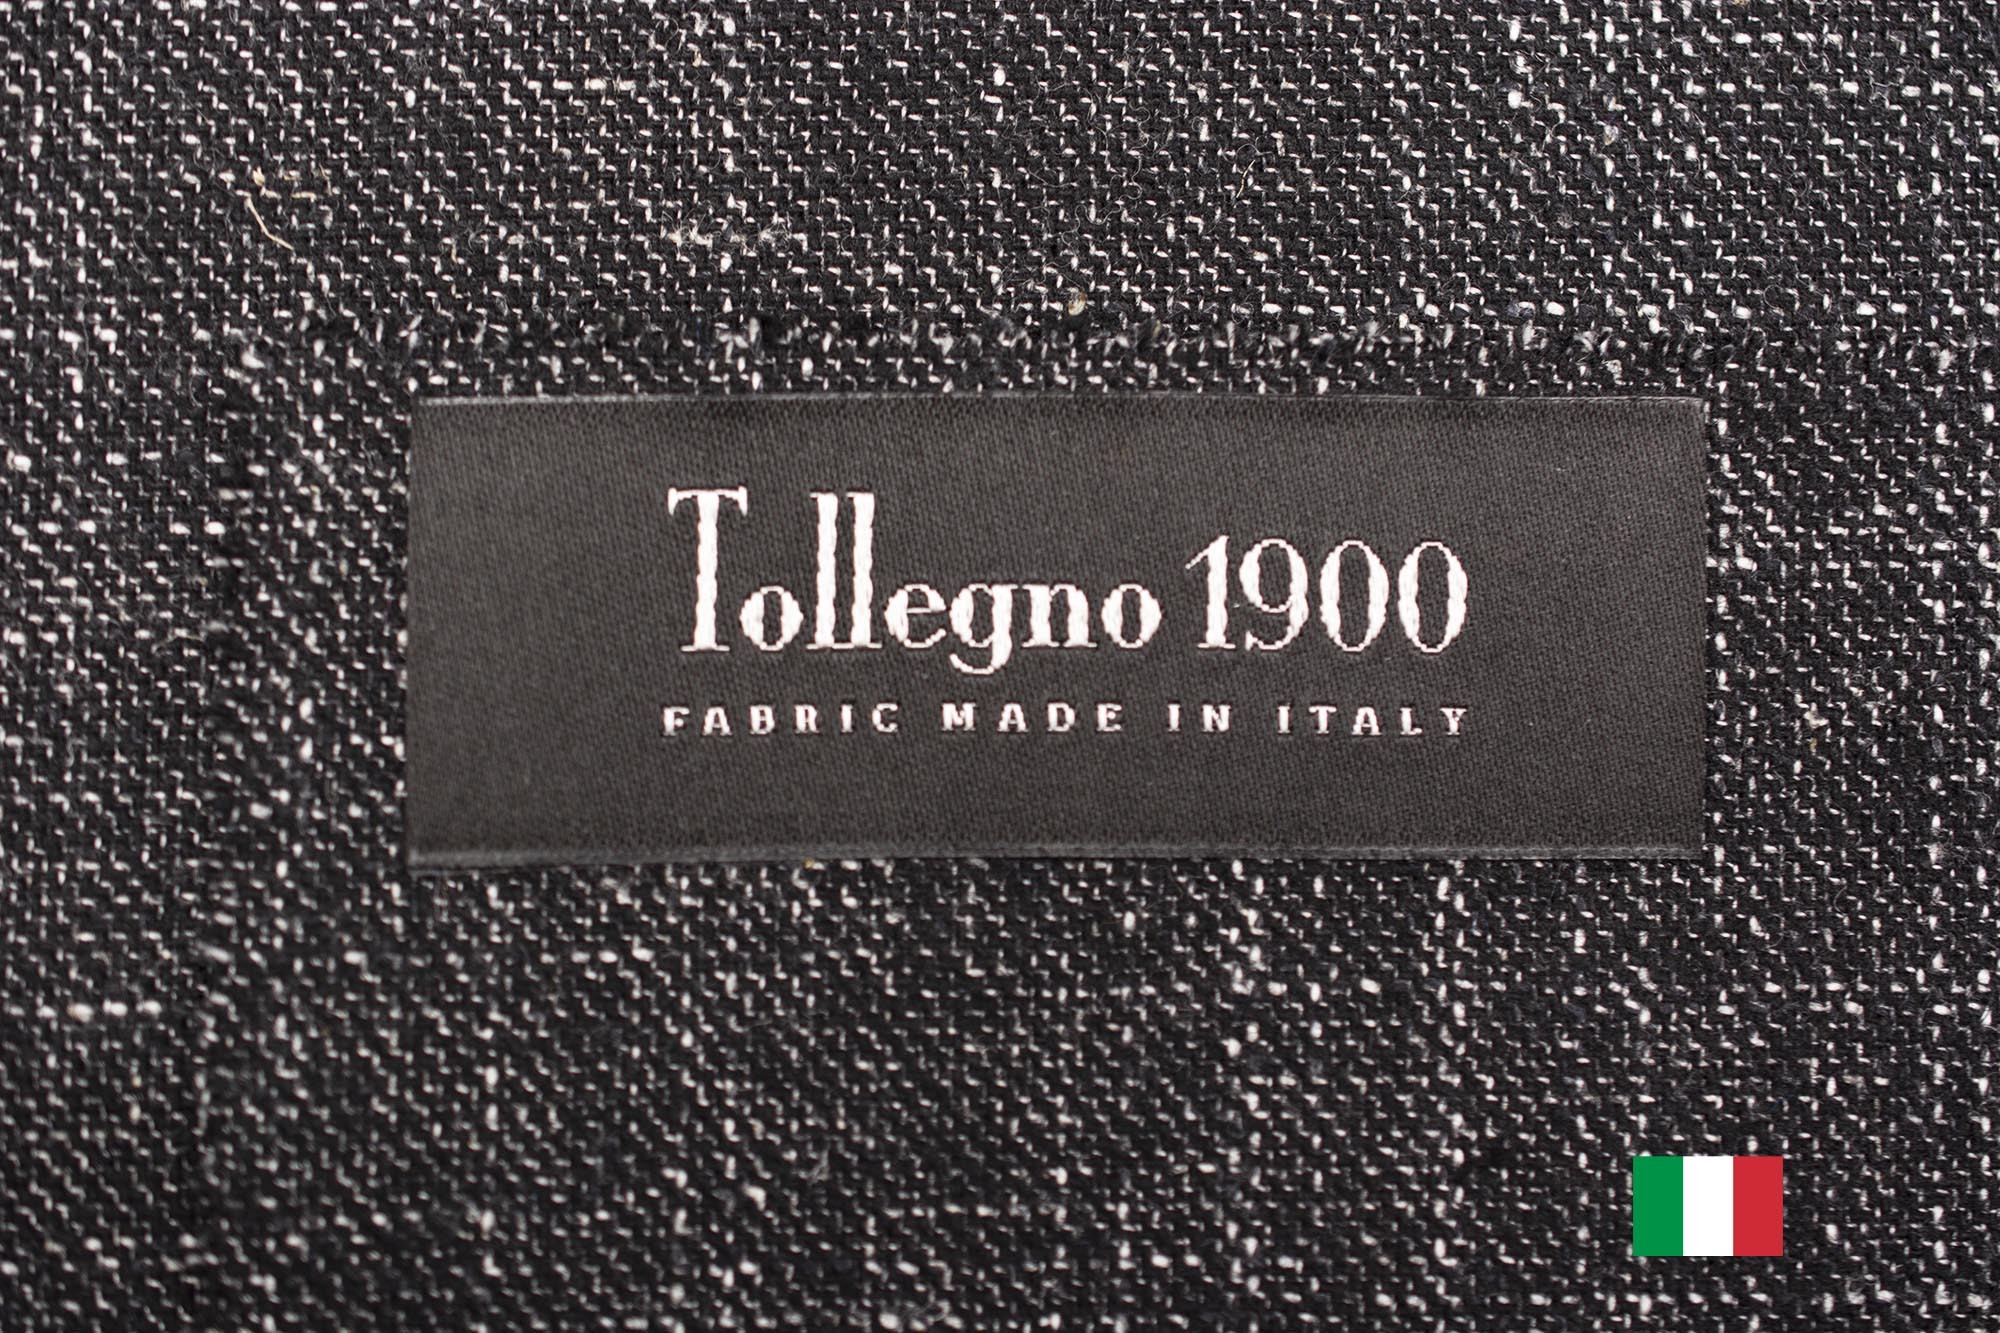 Tollegno 1900
FABRIC MADE IN ITALY